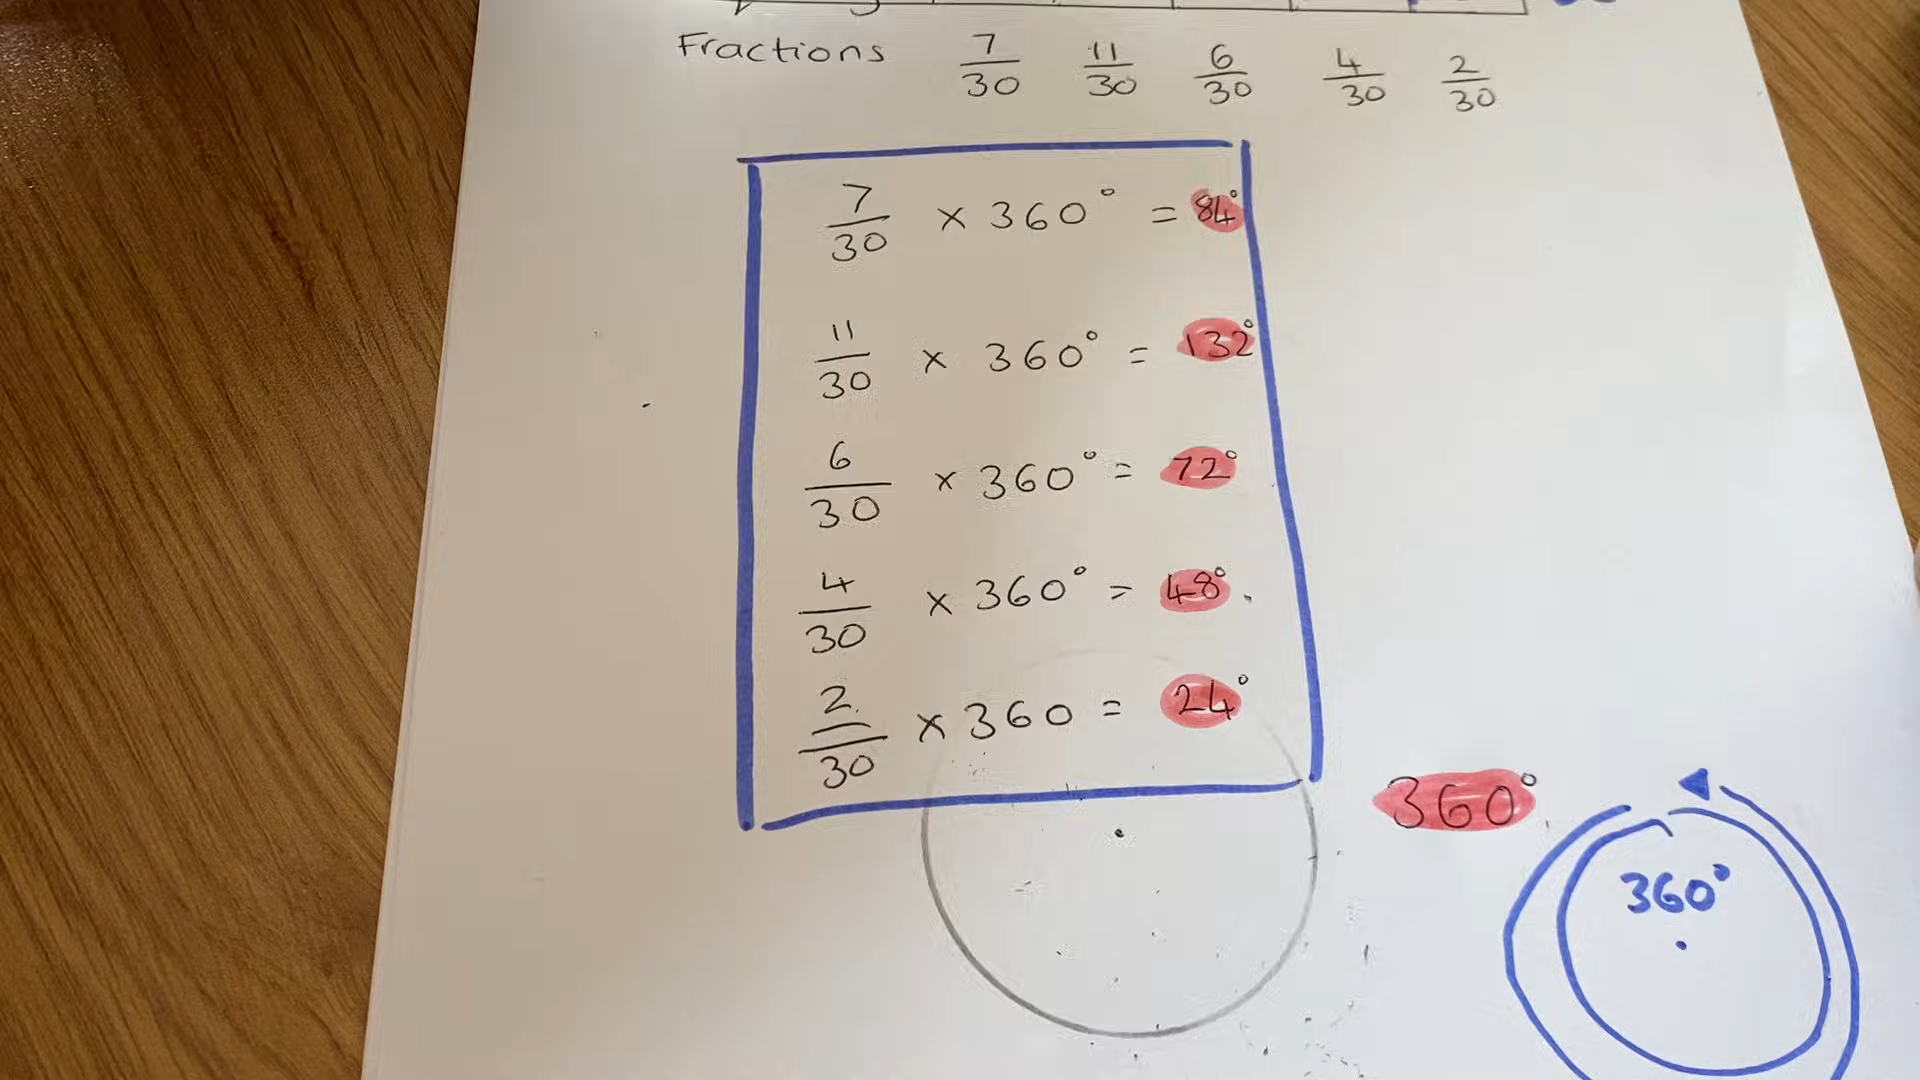 Fractions 7/30 11/30 6/30 4/30 2/30
7/30 × 360° = 84°
11/30 × 360° = 132°
6/30 × 360° = 72°
4/30 × 360° = 48°.
2/30 × 360 = 24°
360°
360°